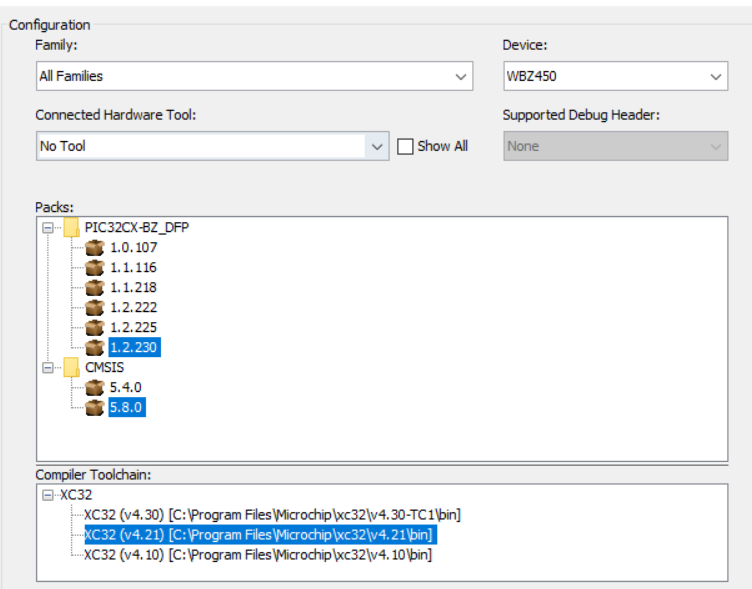 Configuration
Family: Device:
All Families WBZ450
Connected Hardware Tool: Supported Debug Header:
No Tool Show All None
Packs:
PIC32CX-BZ_DFP
1.0.107
1.1.116
1.1.218
1.2.222
1.2.225
1.2.230
CMSIS
5.4.0
5.8.0
Compiler Toolchain:
XC32
XC32 (v4.30) [C:\Program Files\Microchip\xc32\v4.30-TC1\bin]
XC32 (v4.21) [C:\Program Files\Microchip\xc32\v4.21\bin]
XC32 (v4.10) [C:\Program Files\Microchip\xc32\v4.10\bin]